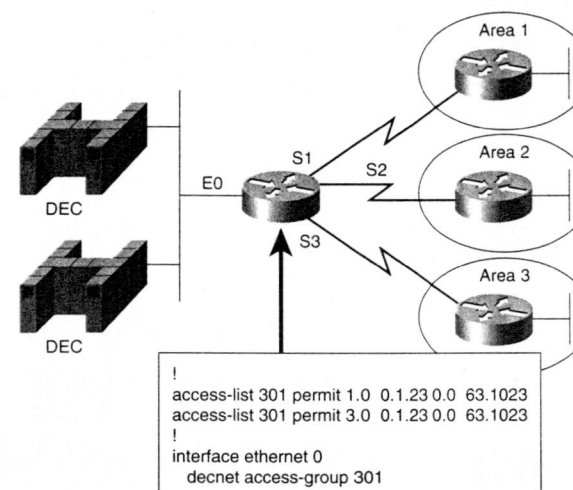 Area 1
DEC
E0
S1
S2
S3
Area 2
DEC
Area 3
!
access-list 301 permit 1.0 0.1.23 0.0 63.1023
access-list 301 permit 3.0 0.1.23 0.0 63.1023
!
interface ethernet 0
decnet access-group 301